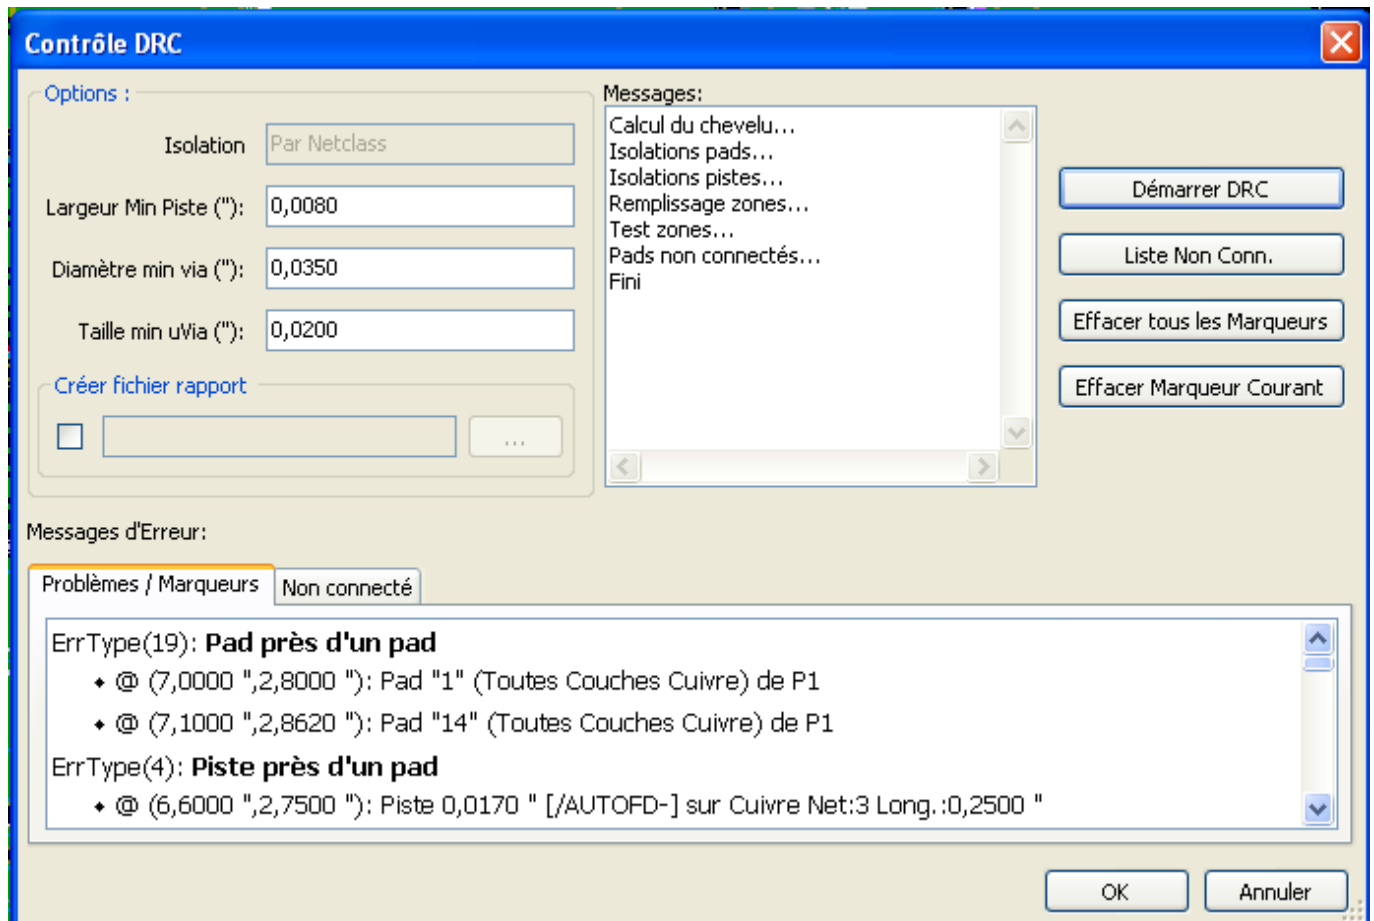 Contrôle DRC
Options :
Isolation Par Netclass
Largeur Min Piste ("): 0,0080
Diamètre min via ("): 0,0350
Taille min uVia ("): 0,0200
Créer fichier rapport
...
Messages:
Calcul du chevelu...
Isolations pads...
Isolations pistes...
Remplissage zones...
Test zones...
Pads non connectés...
Fini
Démarrer DRC
Liste Non Conn.
Effacer tous les Marqueurs
Effacer Marqueur Courant
Messages d'Erreur:
Problèmes / Marqueurs Non connecté
ErrType(19): Pad près d'un pad
@ (7,0000 ",2,8000 "): Pad "1" (Toutes Couches Cuivre) de P1
@ (7,1000 ",2,8620 "): Pad "14" (Toutes Couches Cuivre) de P1
ErrType(4): Piste près d'un pad
@ (6,6000 ",2,7500 "): Piste 0,0170 " [/AUTOFD-] sur Cuivre Net:3 Long.:0,2500 "
OK Annuler